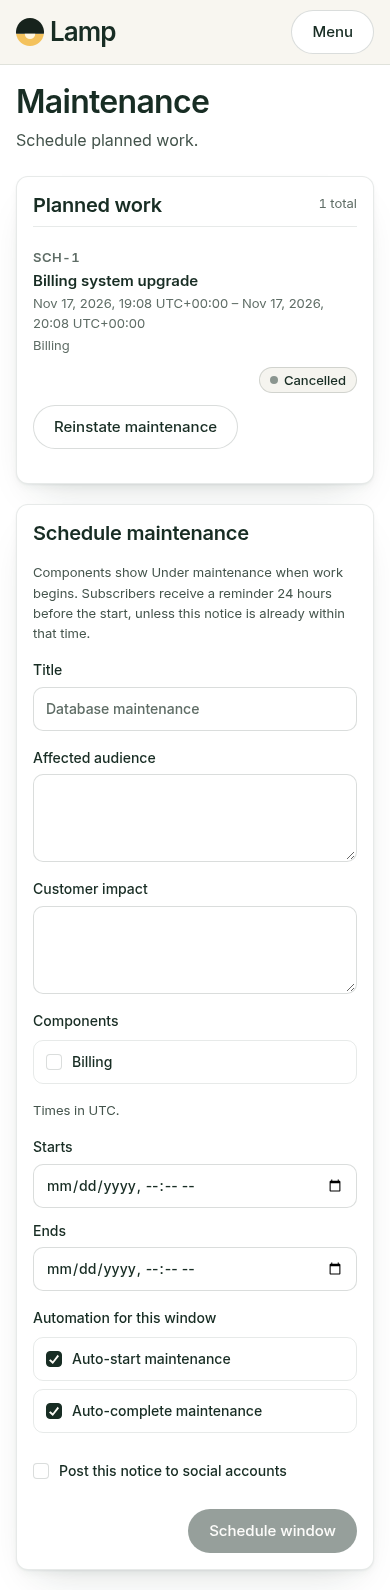 Lamp
Menu
Maintenance
Schedule planned work.
Planned work
1 total
SCH-1
Billing system upgrade
Nov 17, 2026, 19:08 UTC+00:00 – Nov 17, 2026,
20:08 UTC+00:00
Billing
Cancelled
Reinstate maintenance
Schedule maintenance
Components show Under maintenance when work
begins. Subscribers receive a reminder 24 hours
before the start, unless this notice is already within
that time.
Title
Database maintenance
Affected audience
Customer impact
Components
Billing
Times in UTC.
Starts
mm/dd/yyyy, --:-- --
Ends
mm/dd/yyyy, --:-- --
Automation for this window
Auto-start maintenance
Auto-complete maintenance
Post this notice to social accounts
Schedule window